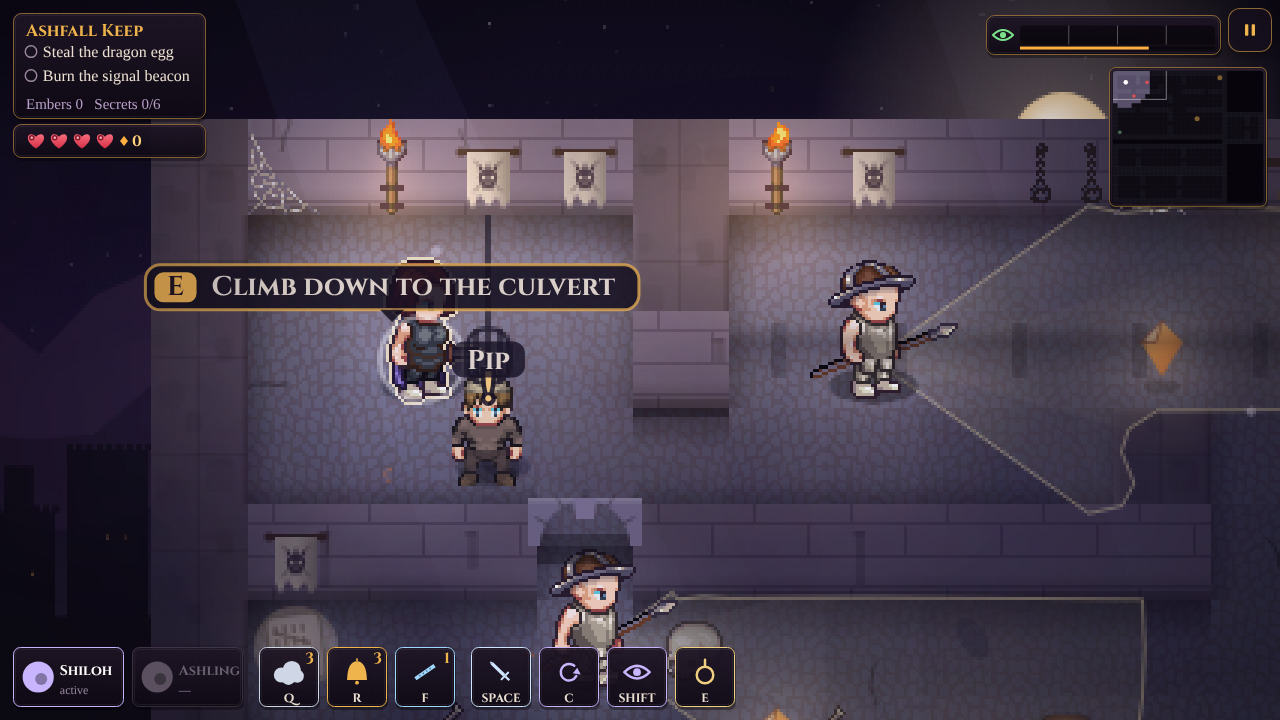 Ashfall Keep
Steal the dragon egg
Burn the signal beacon
Embers 0 Secrets 0/6
0
E Climb down to the culvert
Pip
Shiloh
active
Ashling
—
3
Q
3
R
1
F
SPACE
C
SHIFT
E